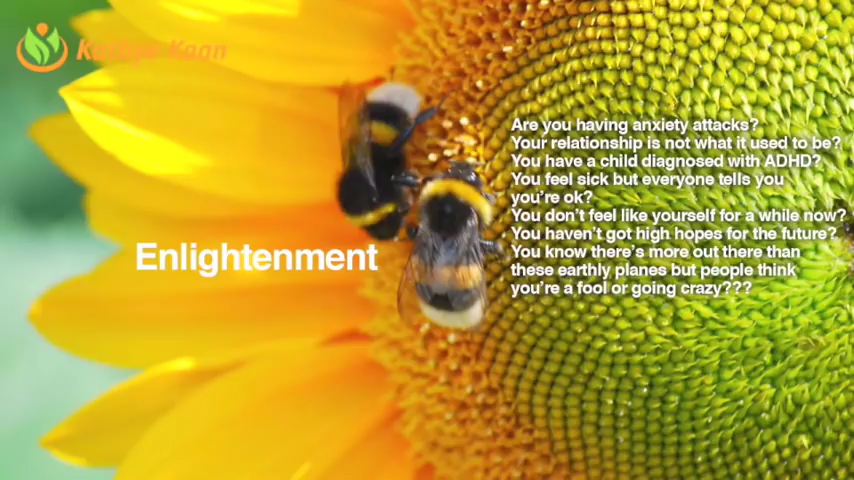 Enlightenment
Are you having anxiety attacks?
Your relationship is not what it used to be?
You have a child diagnosed with ADHD?
You feel sick but everyone tells you
you're ok?
You don't feel like yourself for a while now?
You haven't got high hopes for the future?
You know there's more out there than
these earthly planes but people think
you're a fool or going crazy???